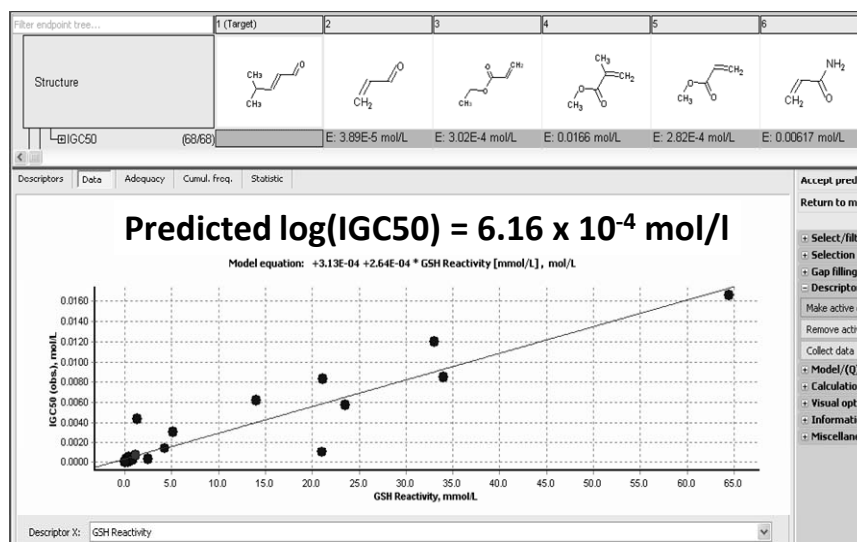 Filter endpoint tree...
1 (Target) 2 3 4 5 6
Structure
CH₃ CH₃ O
CH₂ O
CH₃ O O CH₂
CH₃ CH₃ O O CH₂
CH₃ O O CH₂
NH₂ CH₂ O
IGC50 (68/68) E: 3.89E-5 mol/L E: 3.02E-4 mol/L E: 0.0166 mol/L E: 2.82E-4 mol/L E: 0.00617 mol/L
Descriptors Data Adequacy Cumul. freq. Statistic
Accept pred
Return to m
Predicted log(IGC50) = 6.16 x 10⁻⁴ mol/l
Model equation: +3.13E-04 +2.64E-04 * GSH Reactivity [mmol/L] , mol/L
Select/filt
Selection
Gap filling
Descripto
Make active
Remove activ
Collect data
Model/(Q)
Calculatio
Visual opt
Informati
Miscellane
IGC50 (obs.), mol/L
0.0160
0.0140
0.0120
0.0100
0.0080
0.0060
0.0040
0.0020
0.0000
0.0 5.0 10.0 15.0 20.0 25.0 30.0 35.0 40.0 45.0 50.0 55.0 60.0 65.0
GSH Reactivity, mmol/L
Descriptor X: GSH Reactivity